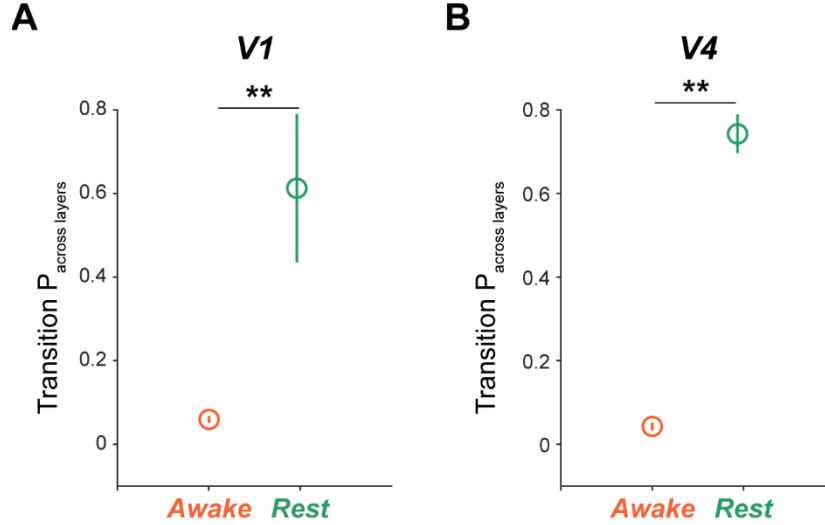 A
V1
**
0.8
0.6
0.4
0.2
0
Transition P across layers
Awake Rest
B
V4
**
0.8
0.6
0.4
0.2
0
Transition P across layers
Awake Rest